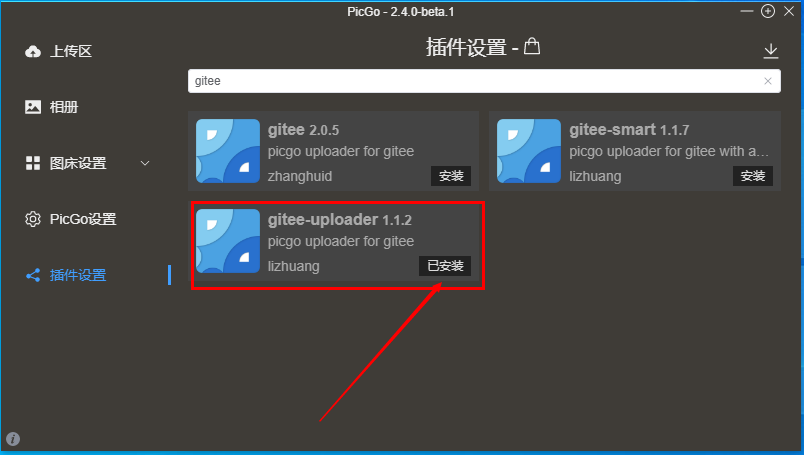 PicGo - 2.4.0-beta.1
上传区
相册
图床设置
PicGo设置
插件设置
插件设置 -
gitee
gitee 2.0.5
picgo uploader for gitee
zhanghuid
安装
gitee-smart 1.1.7
picgo uploader for gitee with a...
lizhuang
安装
gitee-uploader 1.1.2
picgo uploader for gitee
lizhuang
已安装